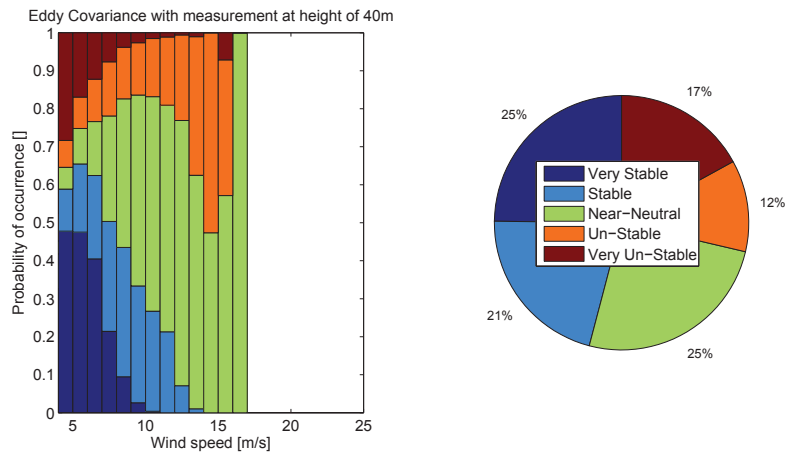 Eddy Covariance with measurement at height of 40m
1
0.9
0.8
0.7
0.6
0.5
0.4
0.3
0.2
0.1
0
Probability of occurrence []
5 10 15 20 25
Wind speed [m/s]
25%
17%
12%
21%
25%
Very Stable
Stable
Near−Neutral
Un−Stable
Very Un−Stable